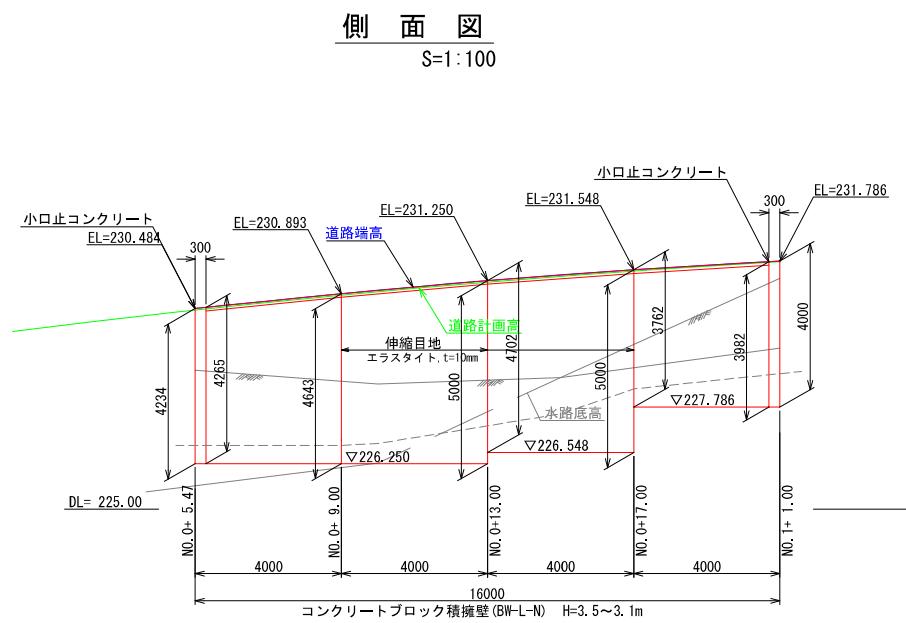 側 面 図
S=1:100
小口止コンクリート
EL=231.786
EL=231.548
300
EL=231.250
小口止コンクリート
EL=230.893
道路端高
EL=230.484
300
道路計画高
伸縮目地
エラスタイト, t=10mm
4234
4265
4643
5000
4702
5000
3762
3982
4000
水路底高
▽227.786
▽226.250
▽226.548
DL= 225.00
NO.0+ 5.47
NO.0+ 9.00
NO.0+13.00
NO.0+17.00
NO.1+ 1.00
4000
4000
4000
4000
16000
コンクリートブロック積擁壁(BW-L-N) H=3.5~3.1m